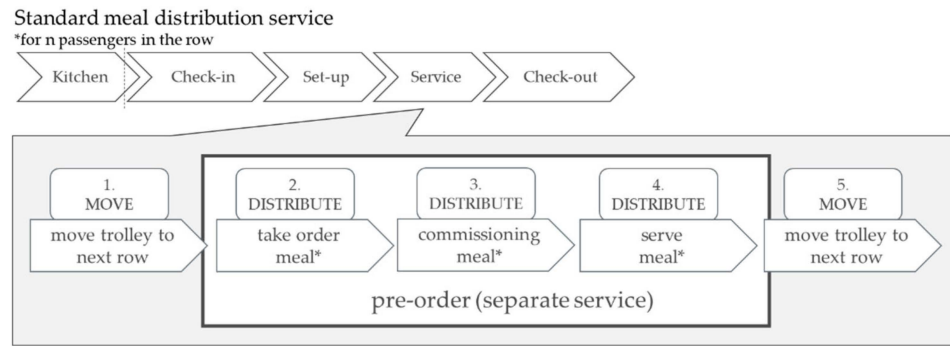 Standard meal distribution service
*for n passengers in the row
Kitchen
Check-in
Set-up
Service
Check-out
1.
MOVE
move trolley to
next row
2.
DISTRIBUTE
take order
meal*
3.
DISTRIBUTE
commissioning
meal*
4.
DISTRIBUTE
serve
meal*
5.
MOVE
move trolley to
next row
pre-order (separate service)